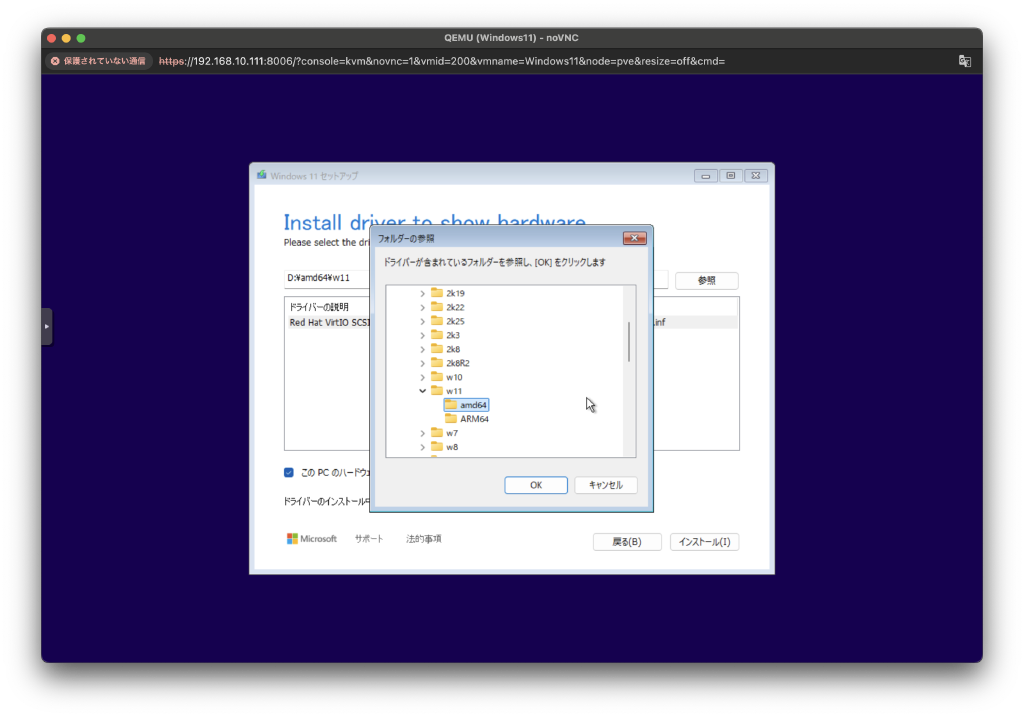 QEMU (Windows11) - noVNC
保護されていない通信 https://192.168.10.111:8006/?console=kvm&novnc=1&vmid=200&vmname=Windows11&node=pve&resize=off&cmd=
Windows 11 セットアップ
Install driver to show hardware
Please select the dri
フォルダーの参照
ドライバーが含まれているフォルダーを参照し、[OK] をクリックします
D:¥amd64¥w11
参照
ドライバーの説明
Red Hat VirtIO SCSI
.inf
2k19
2k22
2k25
2k3
2k8
2k8R2
w10
w11
amd64
ARM64
w7
w8
OK
キャンセル
この PC のハードウェ
ドライバーのインストール中
Microsoft サポート 法的事項
戻る(B) インストール(I)